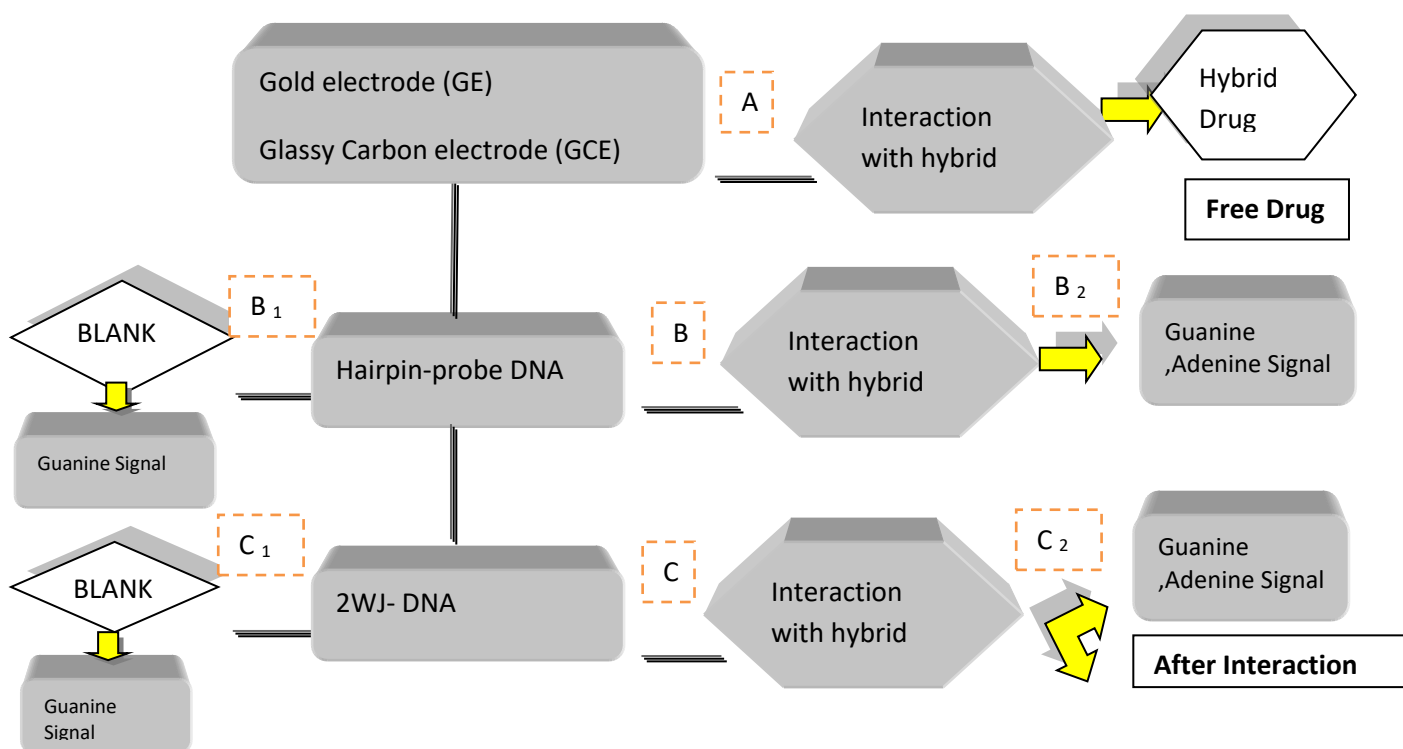 Gold electrode (GE)
Glassy Carbon electrode (GCE)
A
Interaction
with hybrid
Hybrid
Drug
Free Drug
BLANK
B 1
Hairpin-probe DNA
B
Interaction
with hybrid
B 2
Guanine
,Adenine Signal
Guanine Signal
BLANK
C 1
2WJ- DNA
C
Interaction
with hybrid
C 2
Guanine
,Adenine Signal
After Interaction
Guanine
Signal